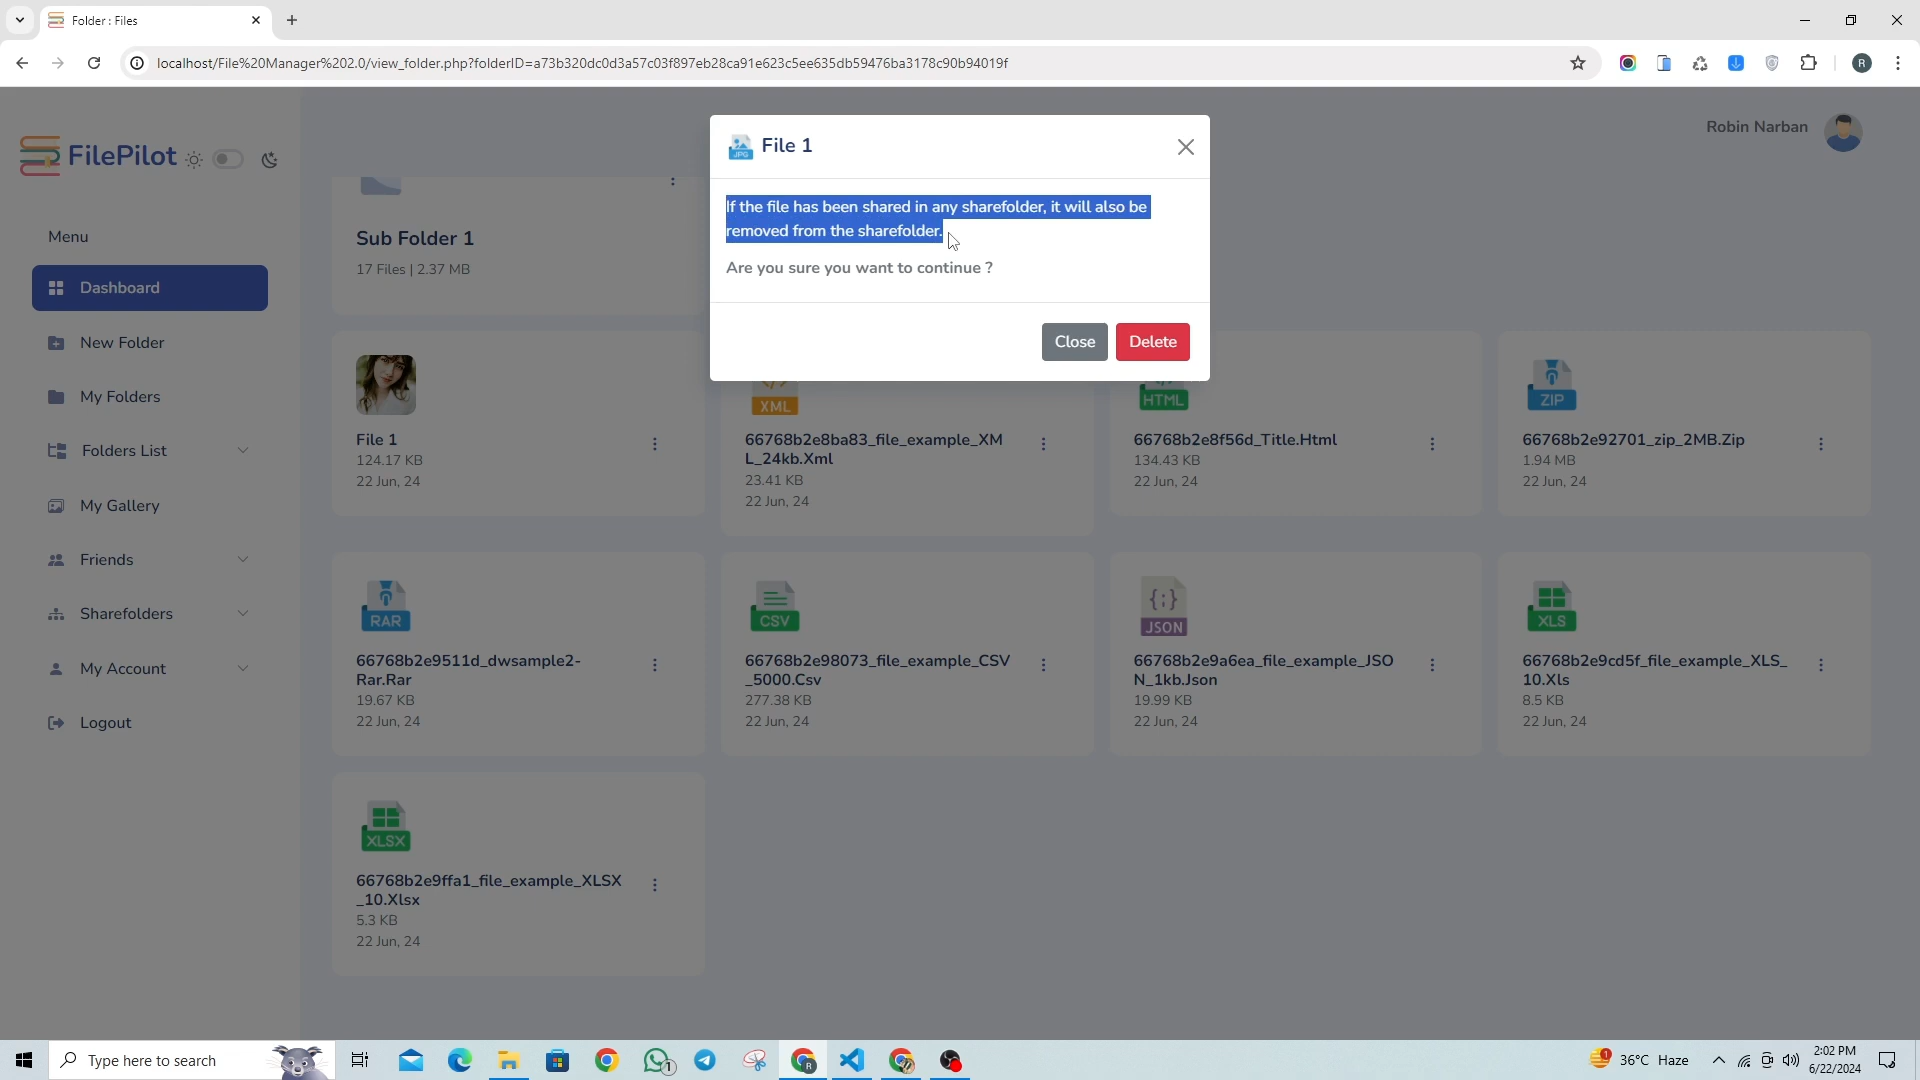 Folder : Files
localhost/File%20Manager%202.0/view_folder.php?folderID=a73b320dc0d3a57c03f897eb28ca91e623c5ee635db59476ba3178c90b94019f
R
FilePilot
Robin Narban
Menu
Dashboard
New Folder
My Folders
Folders List
My Gallery
Friends
Sharefolders
My Account
Logout
JPG
File 1
If the file has been shared in any sharefolder, it will also be
removed from the sharefolder.
Are you sure you want to continue ?
Close
Delete
Sub Folder 1
17 Files | 2.37 MB
File 1
124.17 KB
22 Jun, 24
XML
66768b2e8ba83_file_example_XM
L_24kb.Xml
23.41 KB
22 Jun, 24
HTML
66768b2e8f56d_Title.Html
134.43 KB
22 Jun, 24
ZIP
66768b2e92701_zip_2MB.Zip
1.94 MB
22 Jun, 24
RAR
66768b2e9511d_dwsample2-
Rar.Rar
19.67 KB
22 Jun, 24
CSV
66768b2e98073_file_example_CSV
_5000.Csv
277.38 KB
22 Jun, 24
{;}
JSON
66768b2e9a6ea_file_example_JSO
N_1kb.Json
19.99 KB
22 Jun, 24
XLS
66768b2e9cd5f_file_example_XLS_
10.Xls
8.5 KB
22 Jun, 24
XLSX
66768b2e9ffa1_file_example_XLSX
_10.Xlsx
5.3 KB
22 Jun, 24
Type here to search
1
R
1
36°C Haze
2:02 PM
6/22/2024